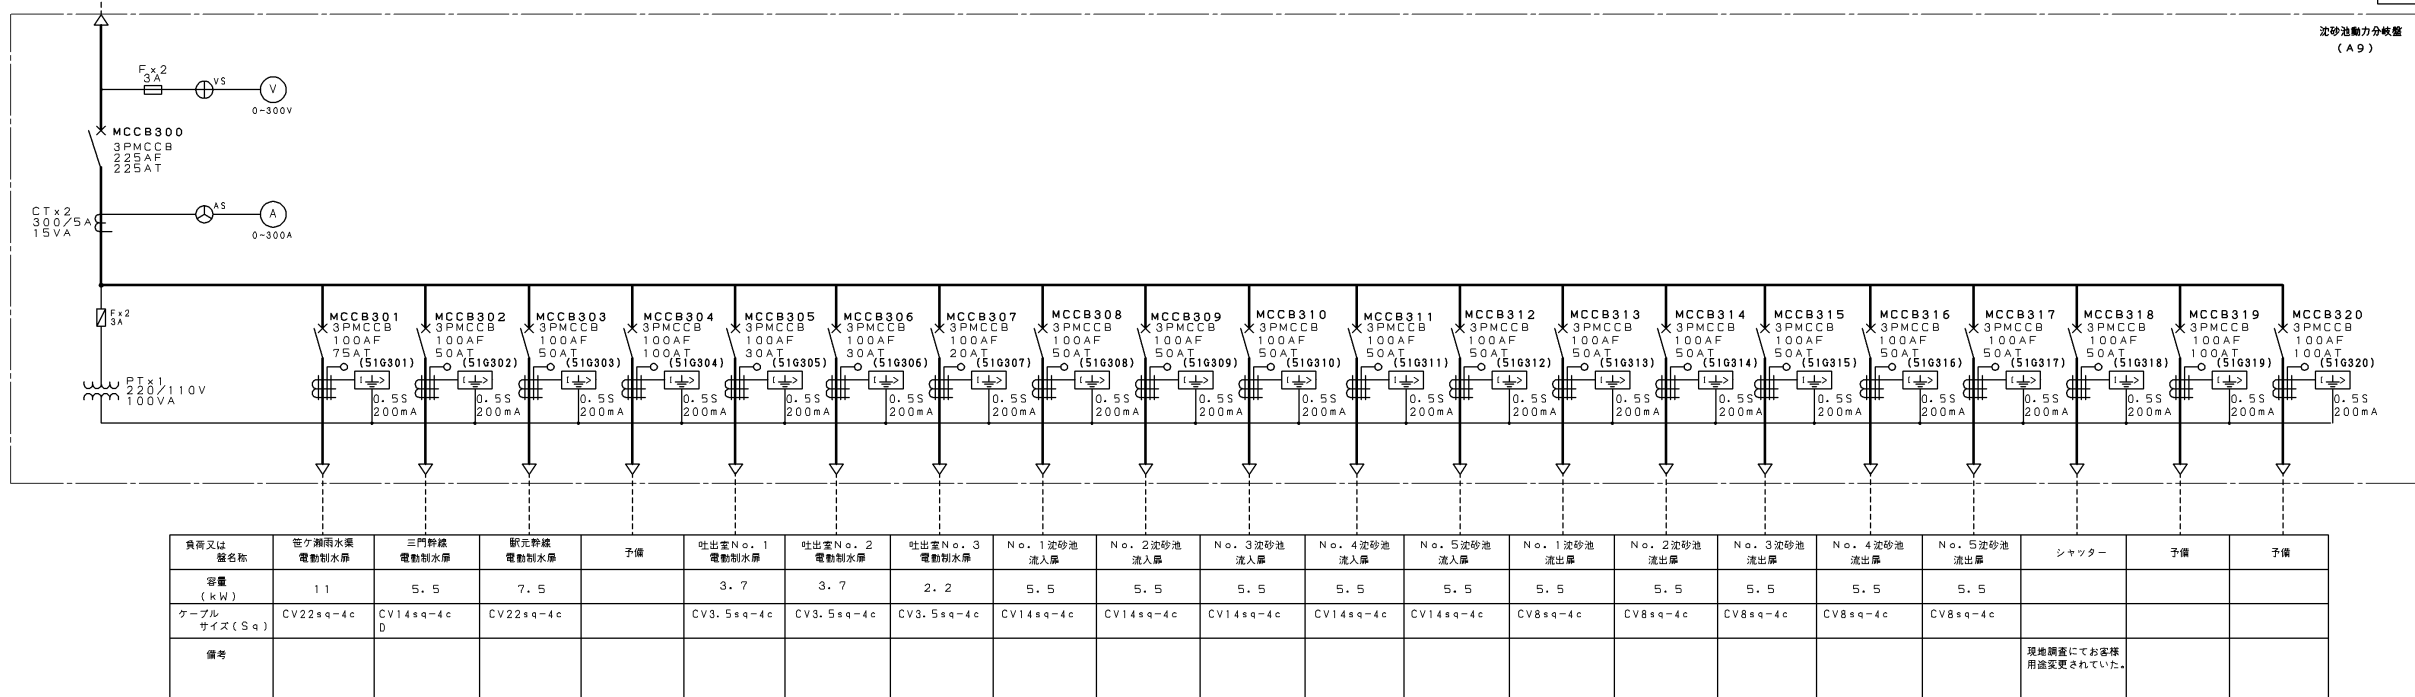 沈砂池動力分岐盤
(A9)
F×2
3A
VS
V
0~300V
MCCB300
3PMCCB
225AF
225AT
CT×2
300/5A
15VA
AS
A
0~300A
F×2
3A
PT×1
220/110V
100VA
MCCB301
3PMCCB
100AF
75AT
(51G301)
0.5S
200mA
MCCB302
3PMCCB
100AF
50AT
(51G302)
0.5S
200mA
MCCB303
3PMCCB
100AF
50AT
(51G303)
0.5S
200mA
MCCB304
3PMCCB
100AF
100AT
(51G304)
0.5S
200mA
MCCB305
3PMCCB
100AF
30AT
(51G305)
0.5S
200mA
MCCB306
3PMCCB
100AF
30AT
(51G306)
0.5S
200mA
MCCB307
3PMCCB
100AF
20AT
(51G307)
0.5S
200mA
MCCB308
3PMCCB
100AF
50AT
(51G308)
0.5S
200mA
MCCB309
3PMCCB
100AF
50AT
(51G309)
0.5S
200mA
MCCB310
3PMCCB
100AF
50AT
(51G310)
0.5S
200mA
MCCB311
3PMCCB
100AF
50AT
(51G311)
0.5S
200mA
MCCB312
3PMCCB
100AF
50AT
(51G312)
0.5S
200mA
MCCB313
3PMCCB
100AF
50AT
(51G313)
0.5S
200mA
MCCB314
3PMCCB
100AF
50AT
(51G314)
0.5S
200mA
MCCB315
3PMCCB
100AF
50AT
(51G315)
0.5S
200mA
MCCB316
3PMCCB
100AF
50AT
(51G316)
0.5S
200mA
MCCB317
3PMCCB
100AF
50AT
(51G317)
0.5S
200mA
MCCB318
3PMCCB
100AF
50AT
(51G318)
0.5S
200mA
MCCB319
3PMCCB
100AF
100AT
(51G319)
0.5S
200mA
MCCB320
3PMCCB
100AF
100AT
(51G320)
0.5S
200mA
負荷又は
盤名称
笹ケ瀬雨水渠
電動制水扉
三門幹線
電動制水扉
駅元幹線
電動制水扉
予備
吐出室No.1
電動制水扉
吐出室No.2
電動制水扉
吐出室No.3
電動制水扉
No.1沈砂池
流入扉
No.2沈砂池
流入扉
No.3沈砂池
流入扉
No.4沈砂池
流入扉
No.5沈砂池
流入扉
No.1沈砂池
流出扉
No.2沈砂池
流出扉
No.3沈砂池
流出扉
No.4沈砂池
流出扉
No.5沈砂池
流出扉
シャッター
予備
予備
容量
(kW)
11
5.5
7.5
3.7
3.7
2.2
5.5
5.5
5.5
5.5
5.5
5.5
5.5
5.5
5.5
5.5
ケーブル
サイズ(Sq)
CV22sq-4c
CV14sq-4c
D
CV22sq-4c
CV3.5sq-4c
CV3.5sq-4c
CV3.5sq-4c
CV14sq-4c
CV14sq-4c
CV14sq-4c
CV14sq-4c
CV14sq-4c
CV8sq-4c
CV8sq-4c
CV8sq-4c
CV8sq-4c
CV8sq-4c
備考
現地調査にてお客様
用途変更されていた。